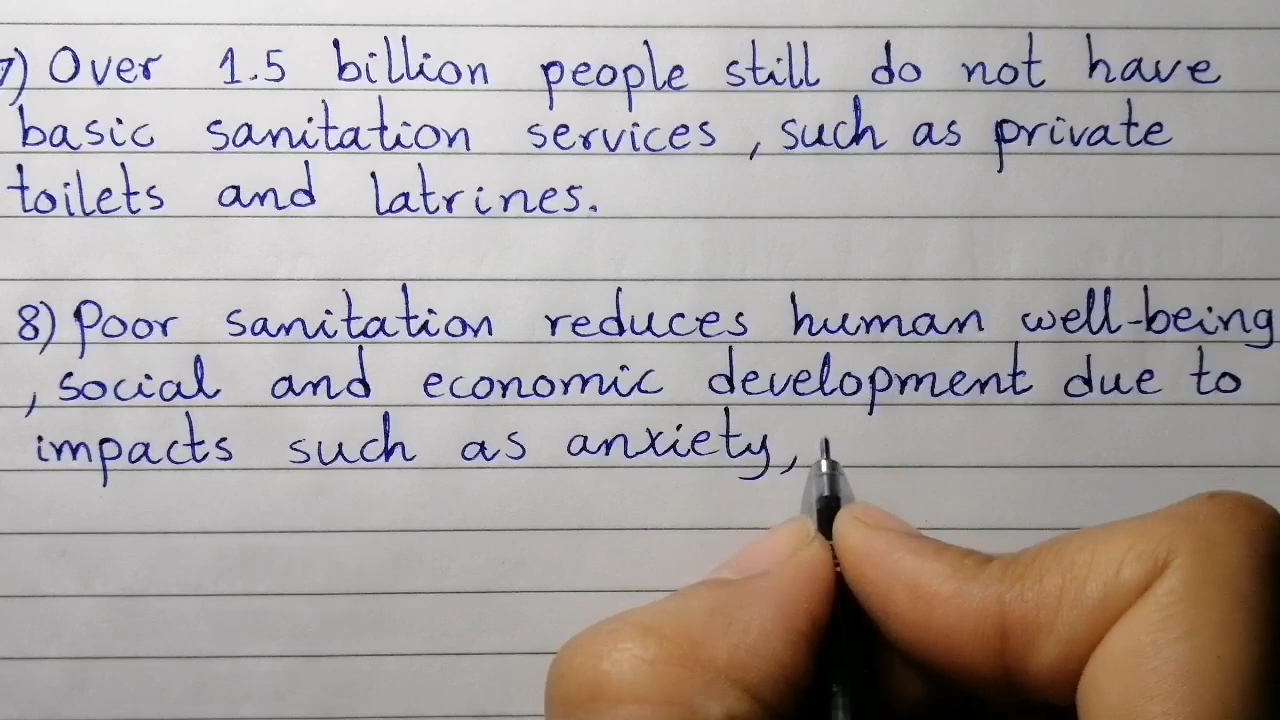 7) Over 1.5 billion people still do not have
basic sanitation services, such as private
toilets and latrines.
8) Poor sanitation reduces human well-being
, social and economic development due to
impacts such as anxiety,